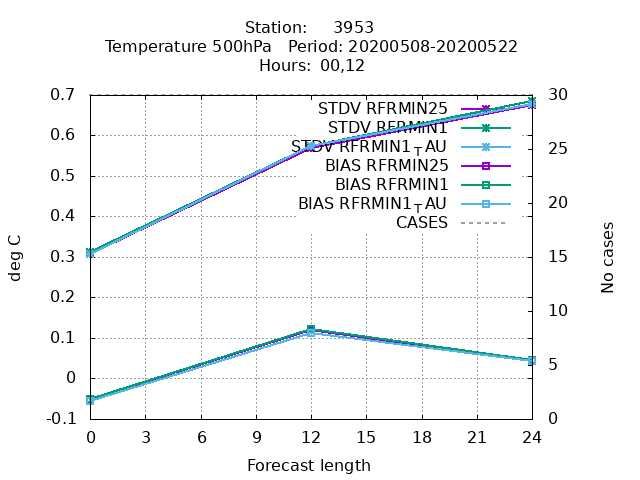 Station: 3953
Temperature 500hPa Period: 20200508-20200522
Hours: 00,12
0.7
0.6
0.5
0.4
0.3
0.2
0.1
0
-0.1
deg C
STDV RFRMIN25
STDV RFRMIN1
STDV RFRMIN1TAU
BIAS RFRMIN25
BIAS RFRMIN1
BIAS RFRMIN1TAU
CASES
30
25
20
15
10
5
0
No cases
0 3 6 9 12 15 18 21 24
Forecast length